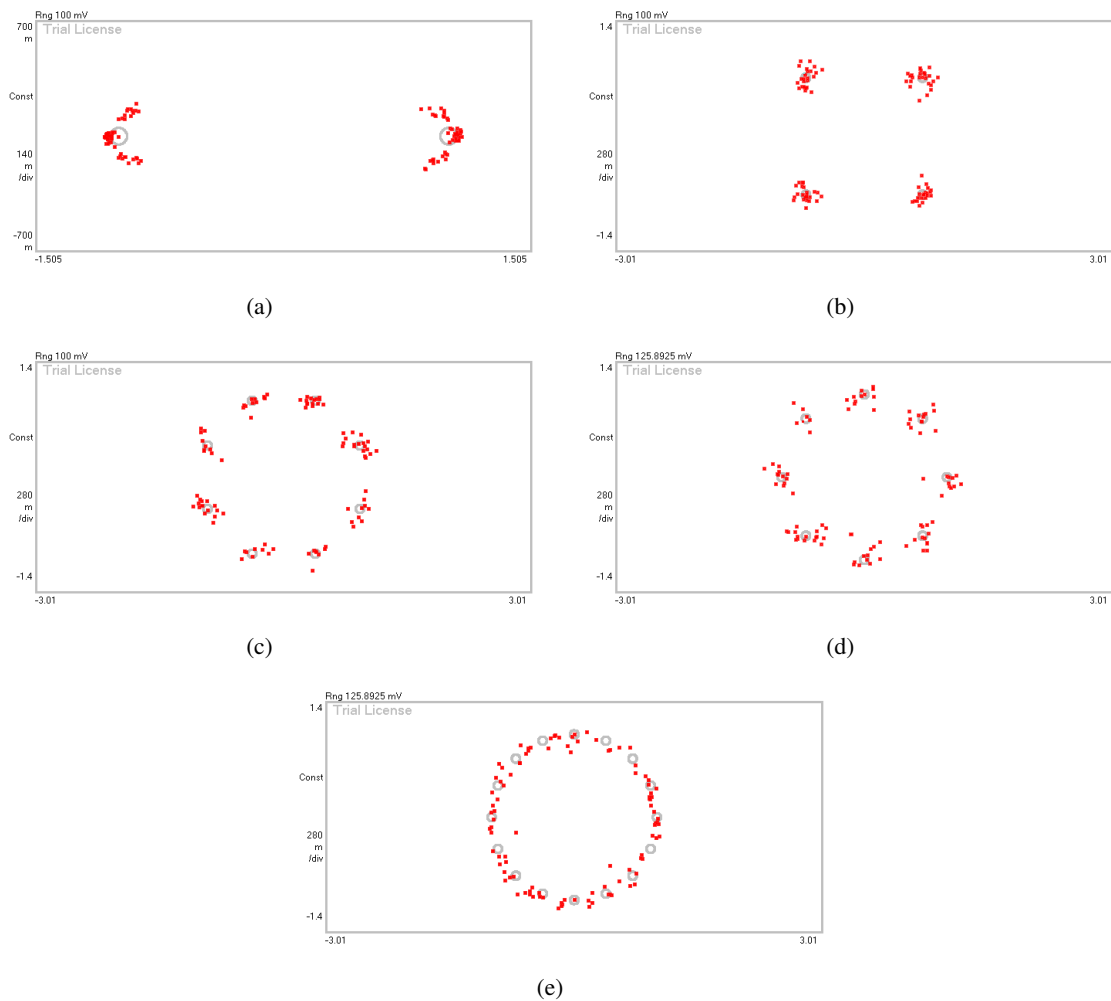 Rng 100 mV
700
m
Trial License
Const
140
m
/div
-700
m
-1.505
1.505
(a)
Rng 100 mV
1.4
Trial License
Const
280
m
/div
-1.4
-3.01
3.01
(b)
Rng 100 mV
1.4
Trial License
Const
280
m
/div
-1.4
-3.01
3.01
(c)
Rng 125.8925 mV
1.4
Trial License
Const
280
m
/div
-1.4
-3.01
3.01
(d)
Rng 125.8925 mV
1.4
Trial License
Const
280
m
/div
-1.4
-3.01
3.01
(e)